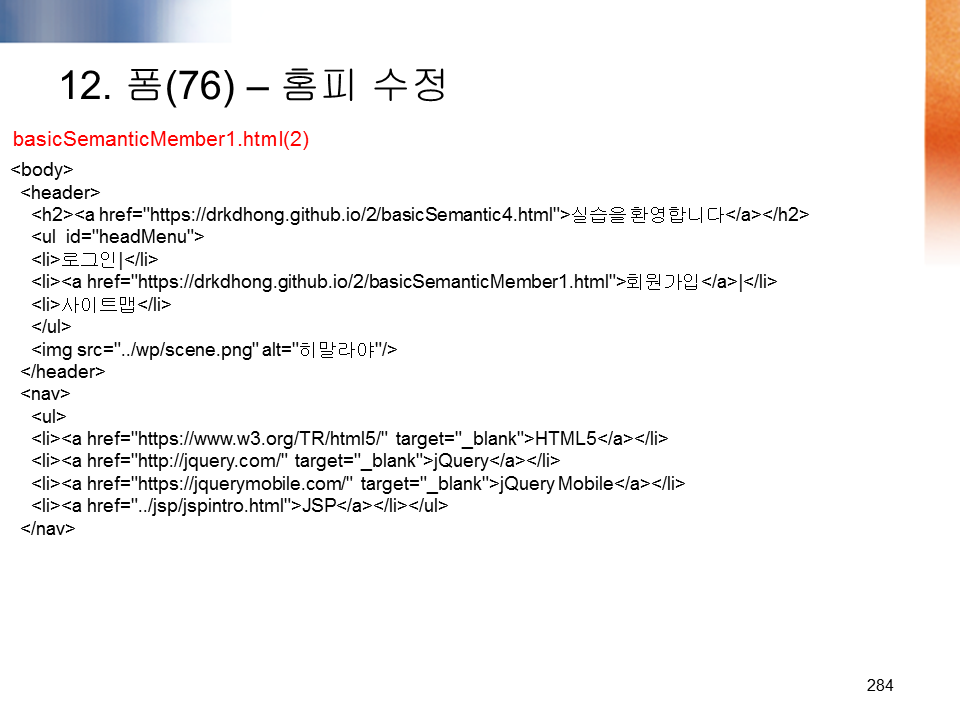 12. 폼(76) – 홈피 수정
basicSemanticMember1.html(2)
<body>
<header>
<h2><a href="https://drkdhong.github.io/2/basicSemantic4.html">실습을 환영합니다</a></h2>
<ul id="headMenu">
<li>로그인|</li>
<li><a href="https://drkdhong.github.io/2/basicSemanticMember1.html">회원가입</a>|</li>
<li>사이트맵</li>
</ul>
<img src="../wp/scene.png" alt="히말라야"/>
</header>
<nav>
<ul>
<li><a href="https://www.w3.org/TR/html5/" target="_blank">HTML5</a></li>
<li><a href="http://jquery.com/" target="_blank">jQuery</a></li>
<li><a href="https://jquerymobile.com/" target="_blank">jQuery Mobile</a></li>
<li><a href="../jsp/jspintro.html">JSP</a></li></ul>
</nav>
284